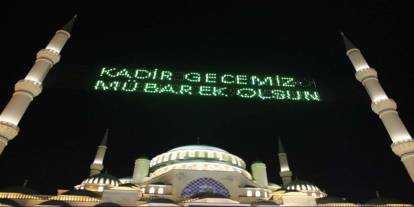 KADİR GECEMİZ
MÜBAREK OLSUN